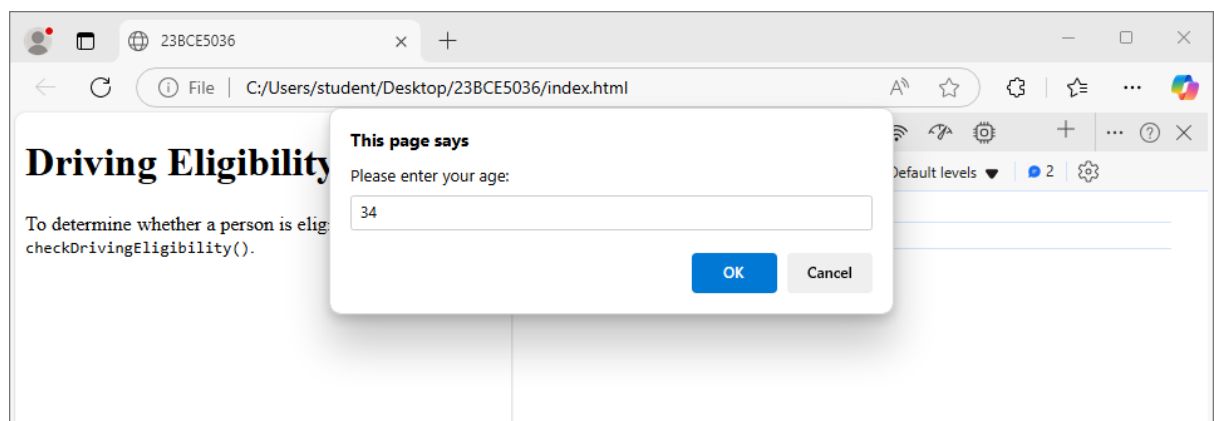 23BCE5036
File
C:/Users/student/Desktop/23BCE5036/index.html
This page says
Please enter your age:
34
OK
Cancel
Driving Eligibility
To determine whether a person is
checkDrivingEligibility().
Default levels
2